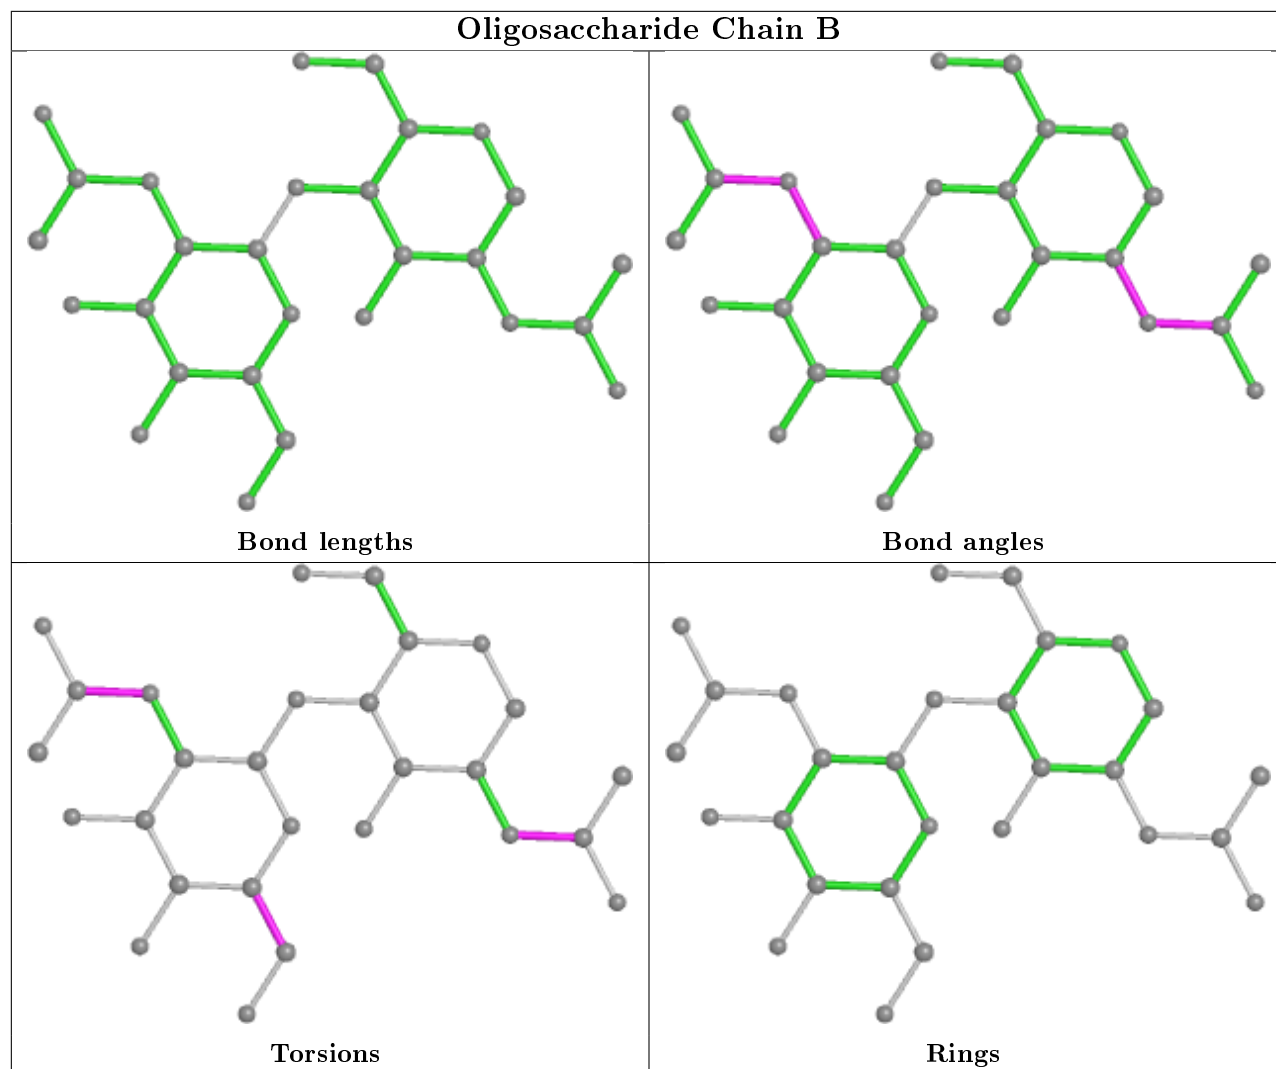 Oligosaccharide Chain B
Bond lengths
Bond angles
Torsions
Rings